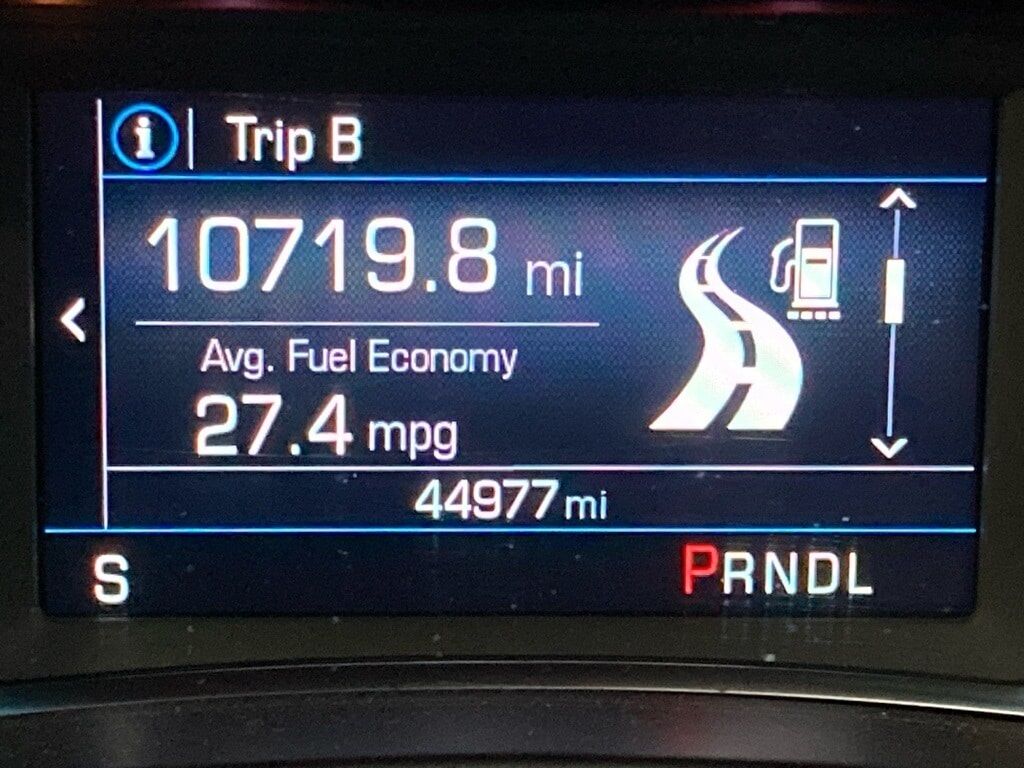 i Trip B
10719.8 mi
Avg. Fuel Economy
27.4 mpg
44977 mi
S PRNDL